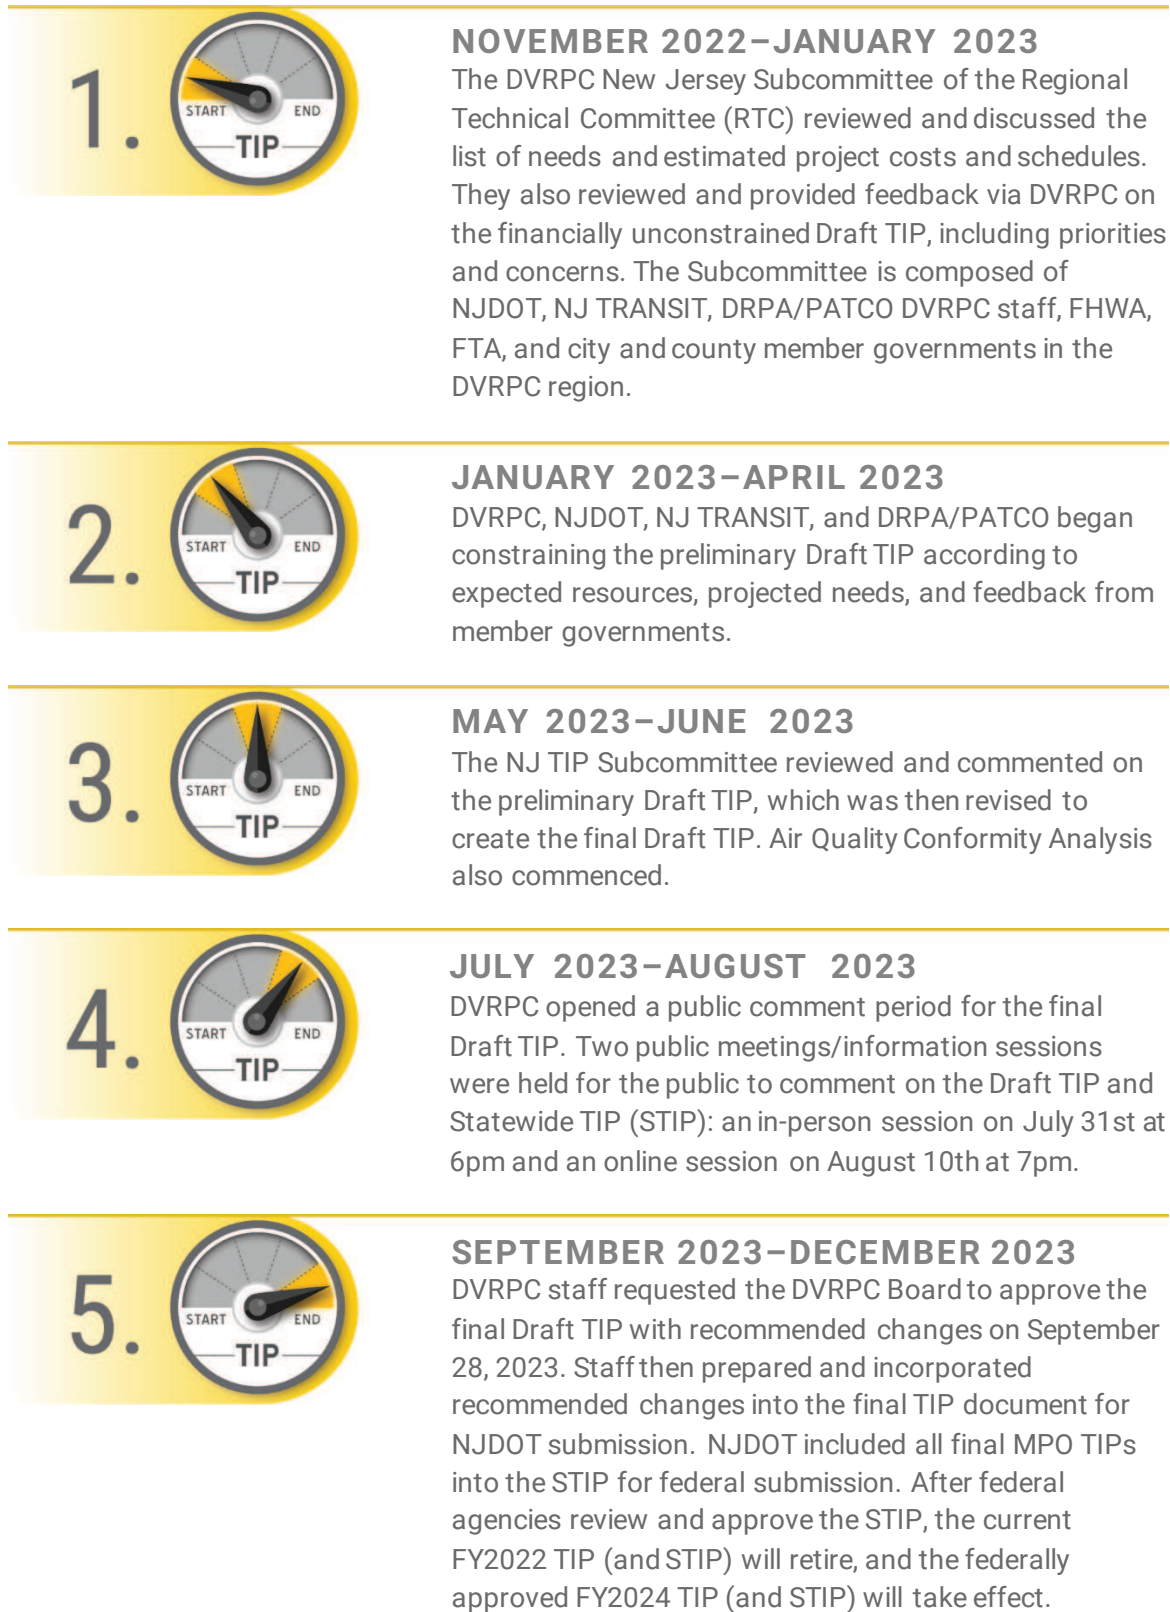 1.
START
END
TIP
NOVEMBER 2022–JANUARY 2023
The DVRPC New Jersey Subcommittee of the Regional
Technical Committee (RTC) reviewed and discussed the
list of needs and estimated project costs and schedules.
They also reviewed and provided feedback via DVRPC on
the financially unconstrained Draft TIP, including priorities
and concerns. The Subcommittee is composed of
NJDOT, NJ TRANSIT, DRPA/PATCO DVRPC staff, FHWA,
FTA, and city and county member governments in the
DVRPC region.
2.
START
END
TIP
JANUARY 2023–APRIL 2023
DVRPC, NJDOT, NJ TRANSIT, and DRPA/PATCO began
constraining the preliminary Draft TIP according to
expected resources, projected needs, and feedback from
member governments.
3.
START
END
TIP
MAY 2023–JUNE 2023
The NJ TIP Subcommittee reviewed and commented on
the preliminary Draft TIP, which was then revised to
create the final Draft TIP. Air Quality Conformity Analysis
also commenced.
4.
START
END
TIP
JULY 2023–AUGUST 2023
DVRPC opened a public comment period for the final
Draft TIP. Two public meetings/information sessions
were held for the public to comment on the Draft TIP and
Statewide TIP (STIP): an in-person session on July 31st at
6pm and an online session on August 10th at 7pm.
5.
START
END
TIP
SEPTEMBER 2023–DECEMBER 2023
DVRPC staff requested the DVRPC Board to approve the
final Draft TIP with recommended changes on September
28, 2023. Staff then prepared and incorporated
recommended changes into the final TIP document for
NJDOT submission. NJDOT included all final MPO TIPs
into the STIP for federal submission. After federal
agencies review and approve the STIP, the current
FY2022 TIP (and STIP) will retire, and the federally
approved FY2024 TIP (and STIP) will take effect.